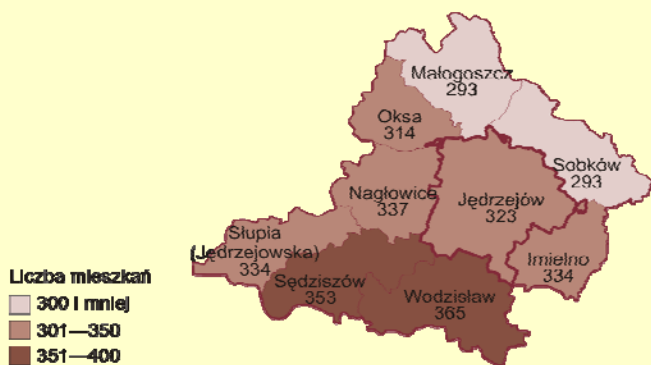 Małogoszcz
293
Oksa
314
Sobków
293
Nagłowice
337
Jędrzejów
323
Słupia
(Jędrzejowska)
334
Imielno
334
Sędziszów
353
Wodzisław
365
Liczba mieszkań
300 i mniej
301—350
351—400